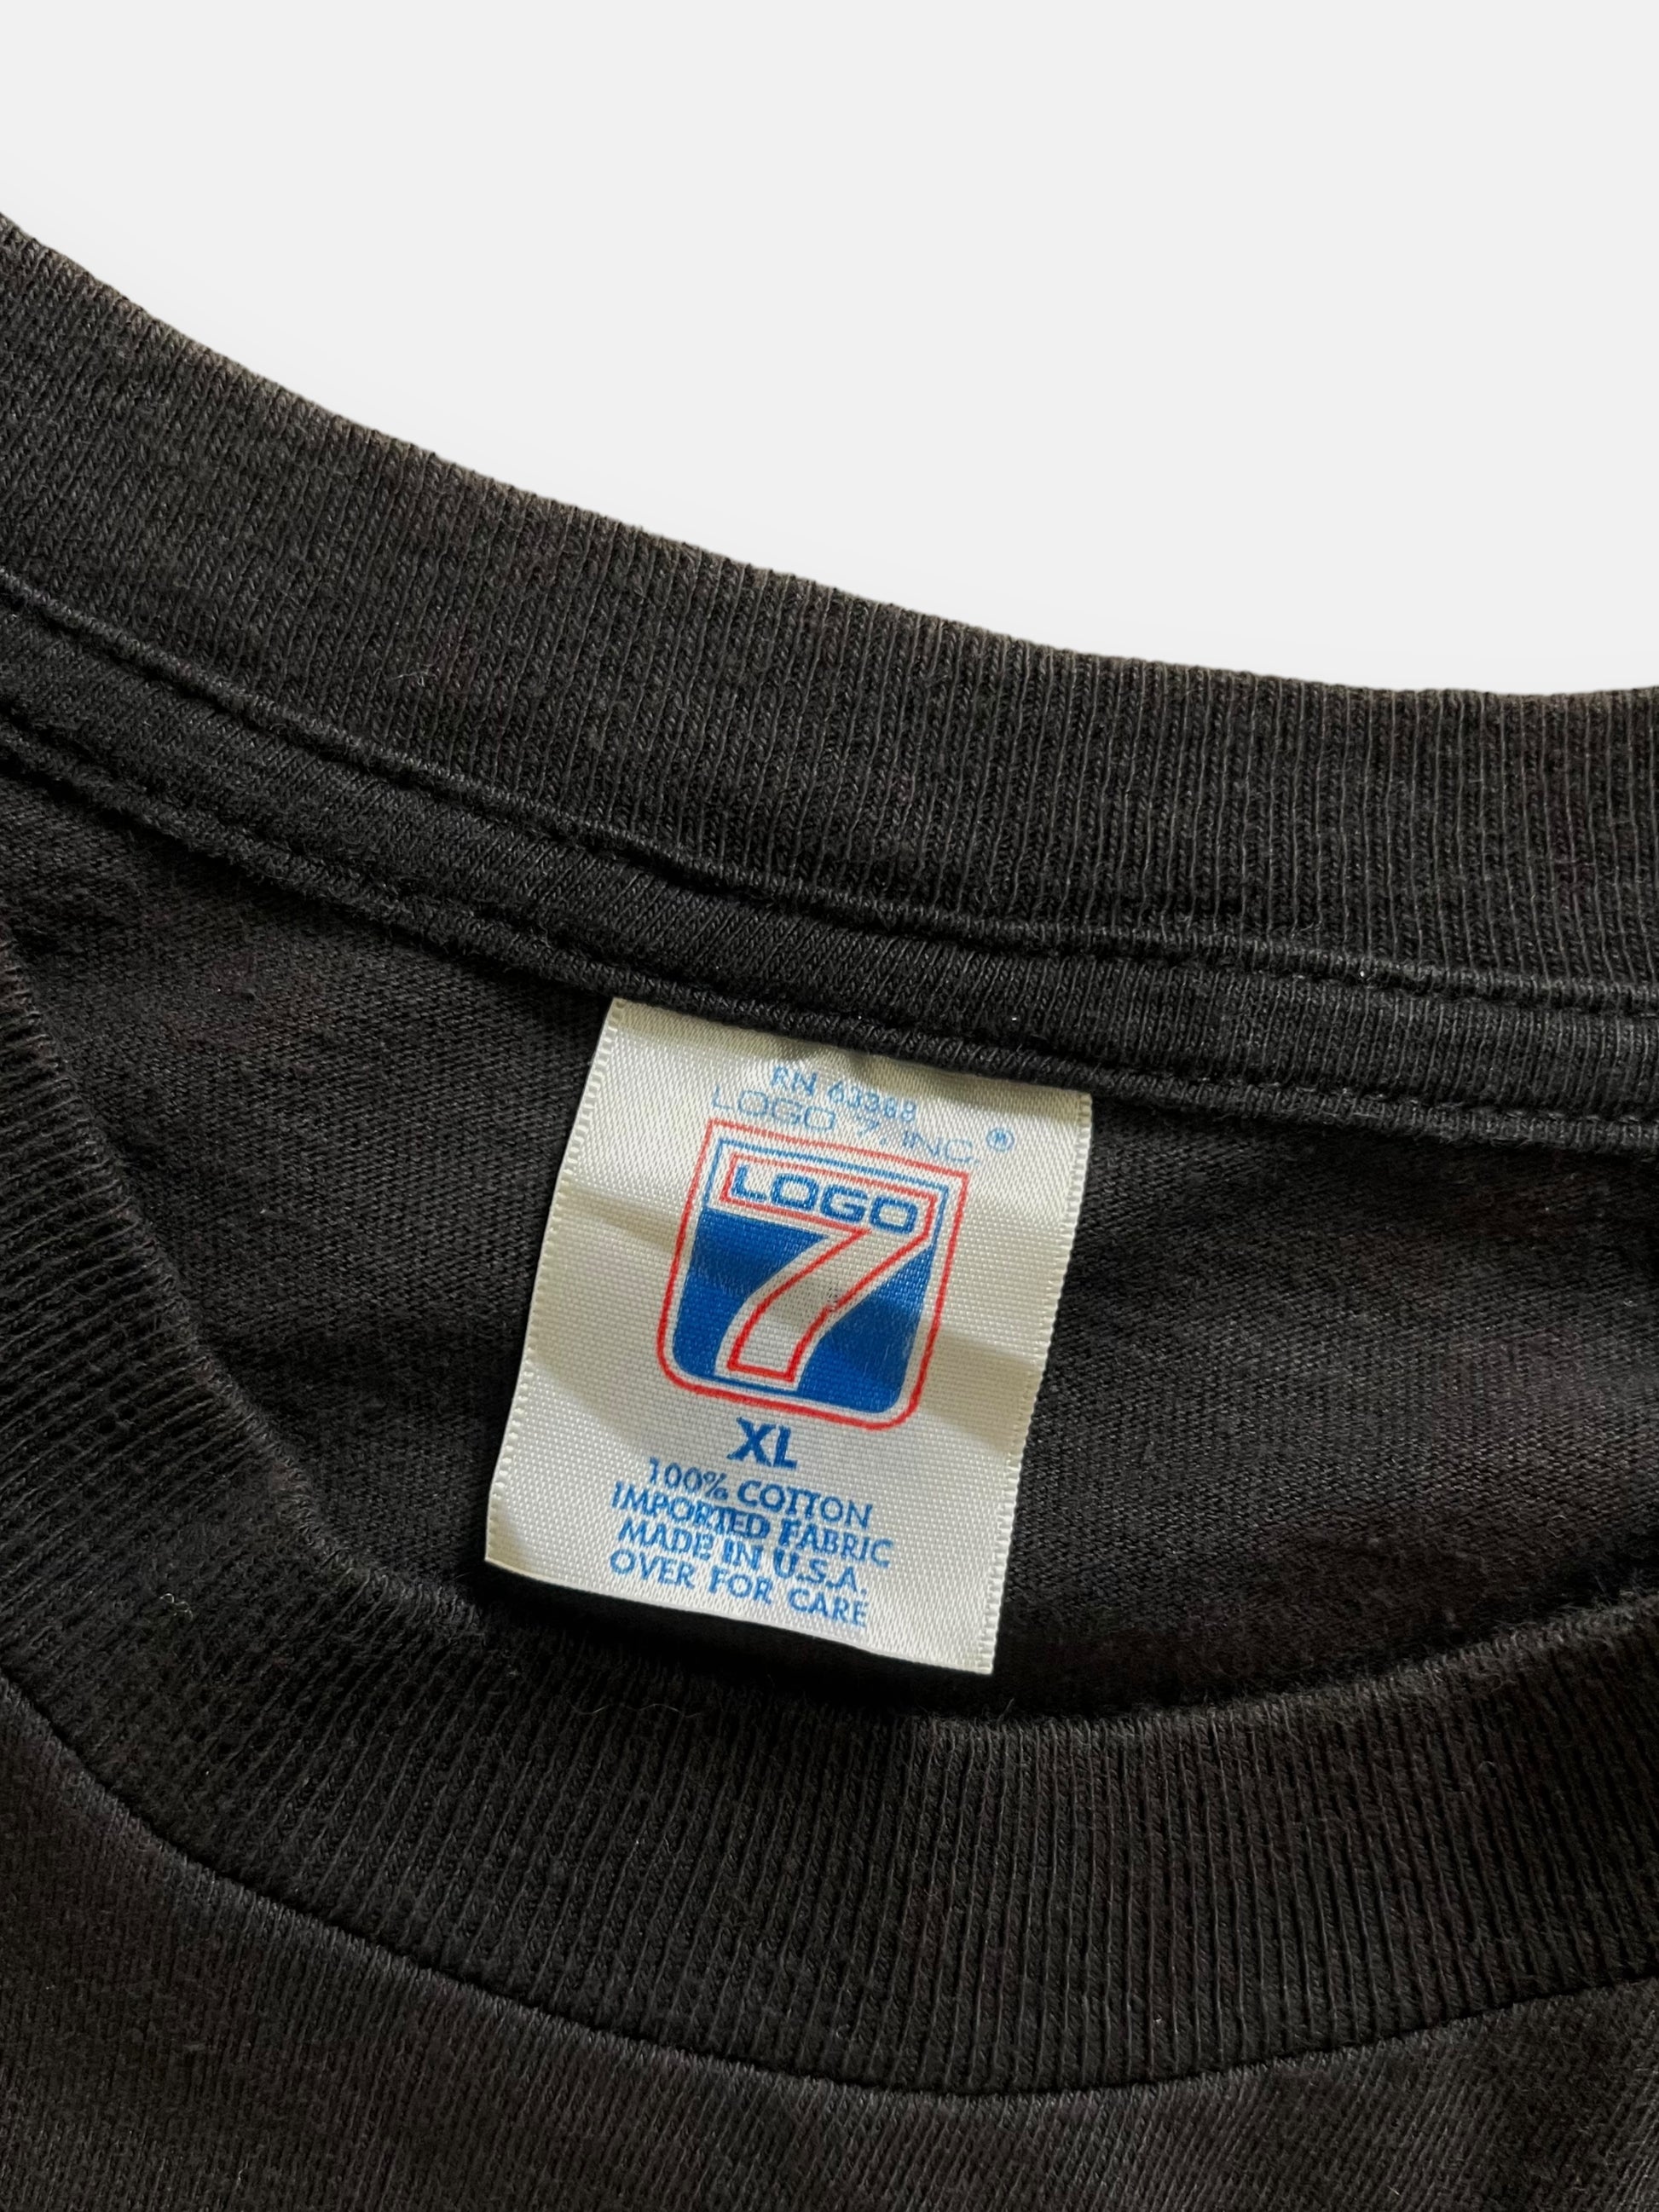 RN 63388
LOGO 7, INC.®
LOGO
7
XL
100% COTTON
IMPORTED FABRIC
MADE IN U.S.A.
OVER FOR CARE